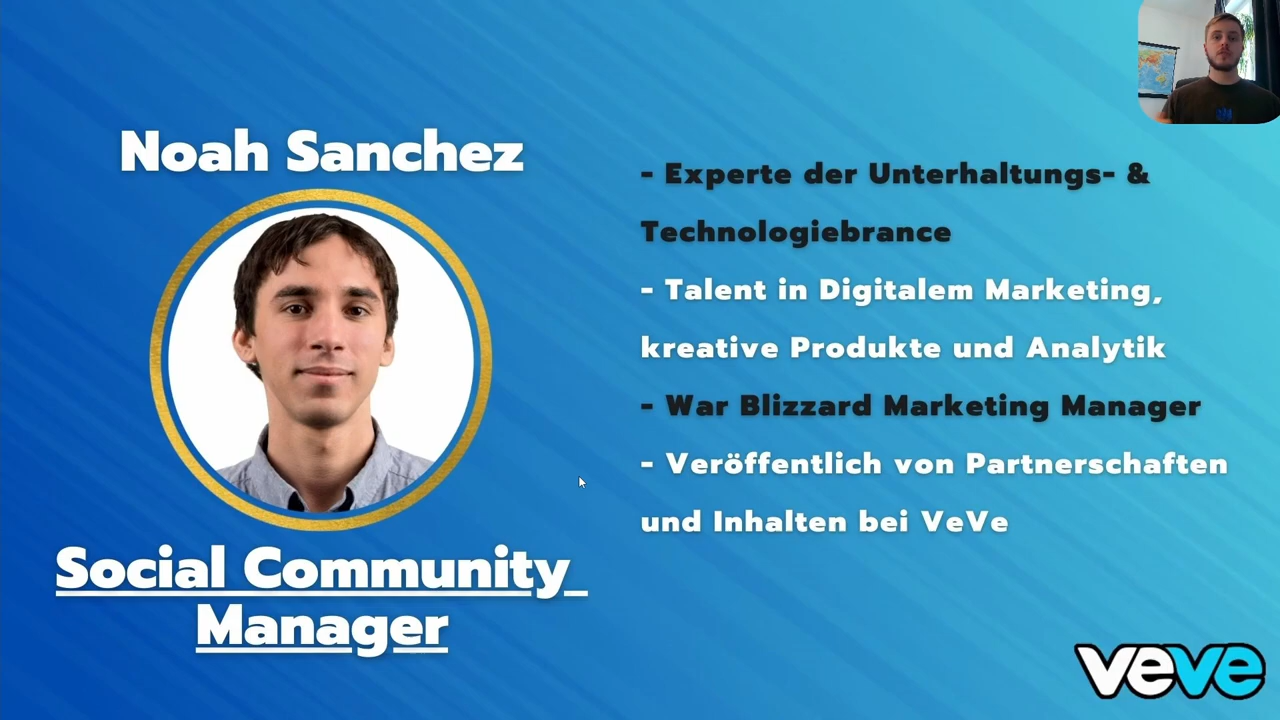 Noah Sanchez
Social Community
Manager
- Experte der Unterhaltungs- &
Technologiebrance
- Talent in Digitalem Marketing,
kreative Produkte und Analytik
- War Blizzard Marketing Manager
- Veröffentlich von Partnerschaften
und Inhalten bei VeVe
veve